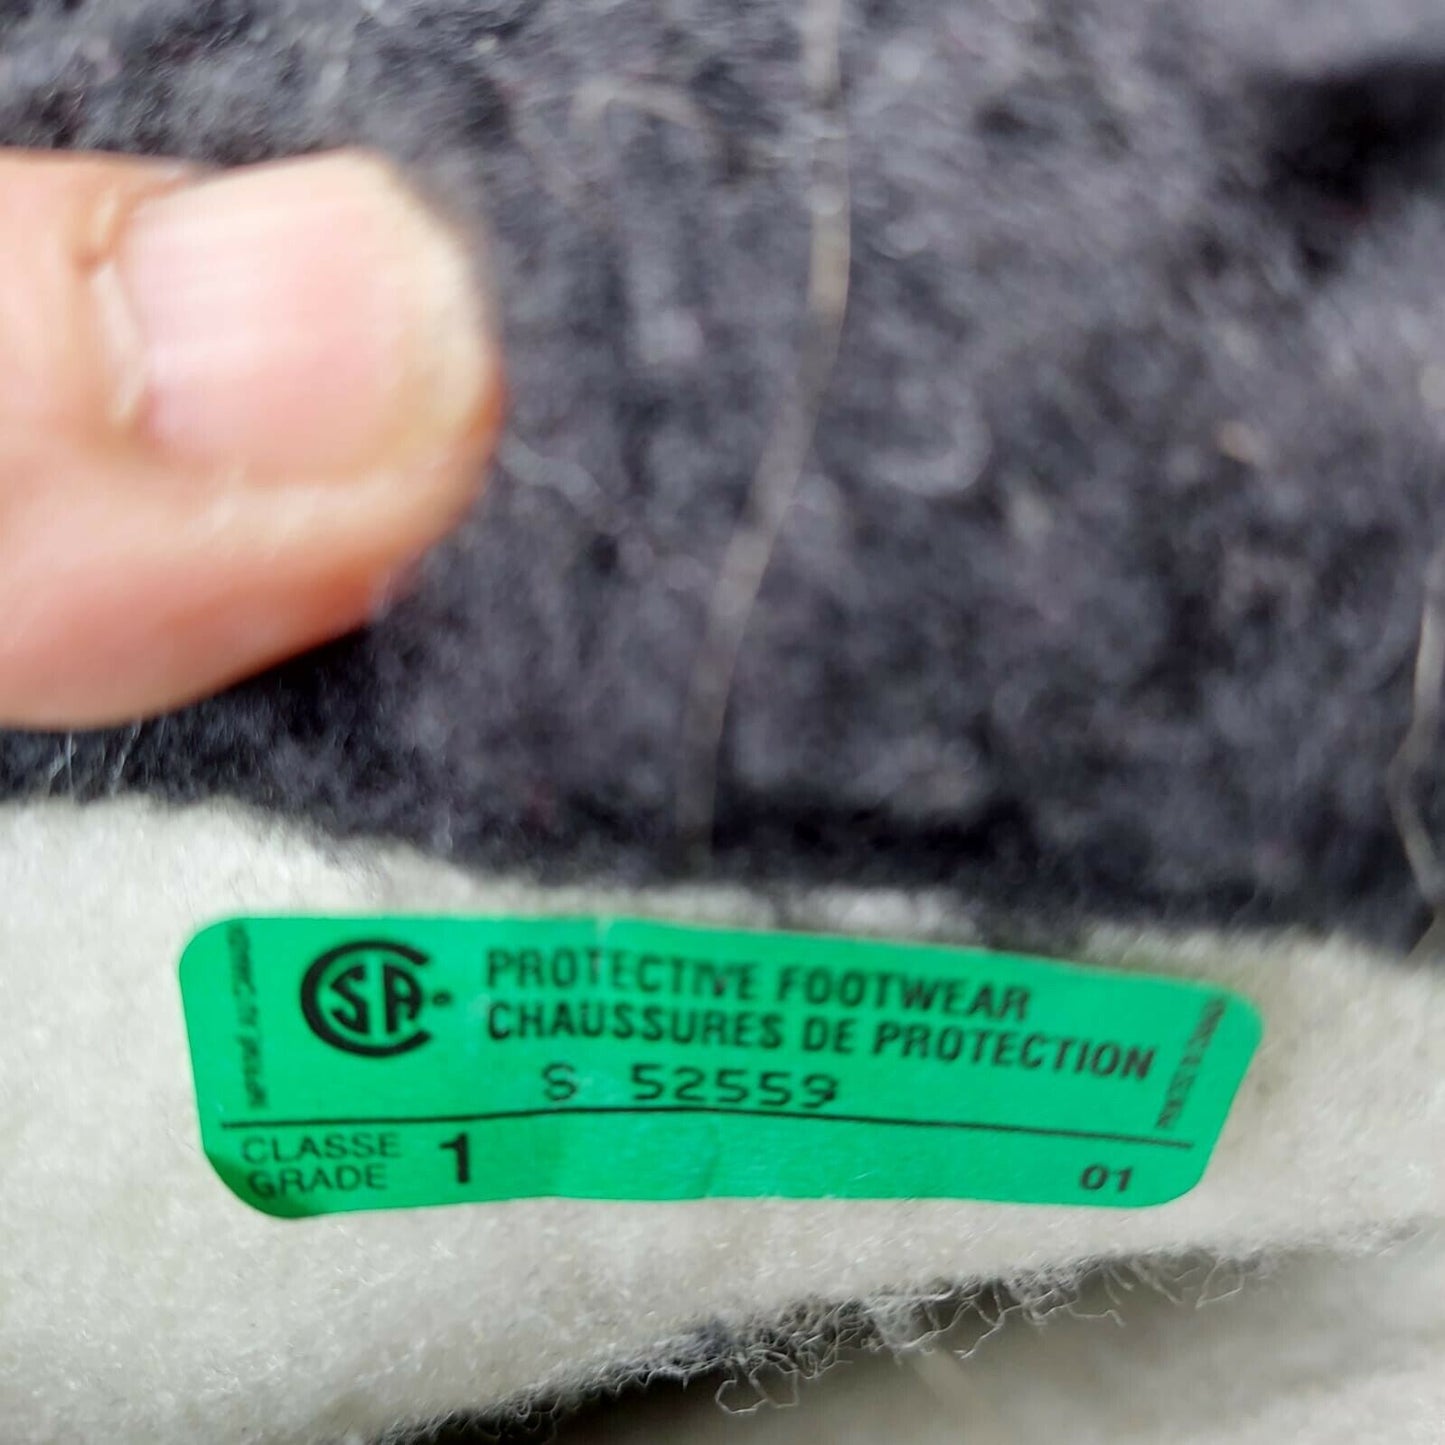 CSA®
PROTECTIVE FOOTWEAR
CHAUSSURES DE PROTECTION
S 52559
CLASSE 1
GRADE
01